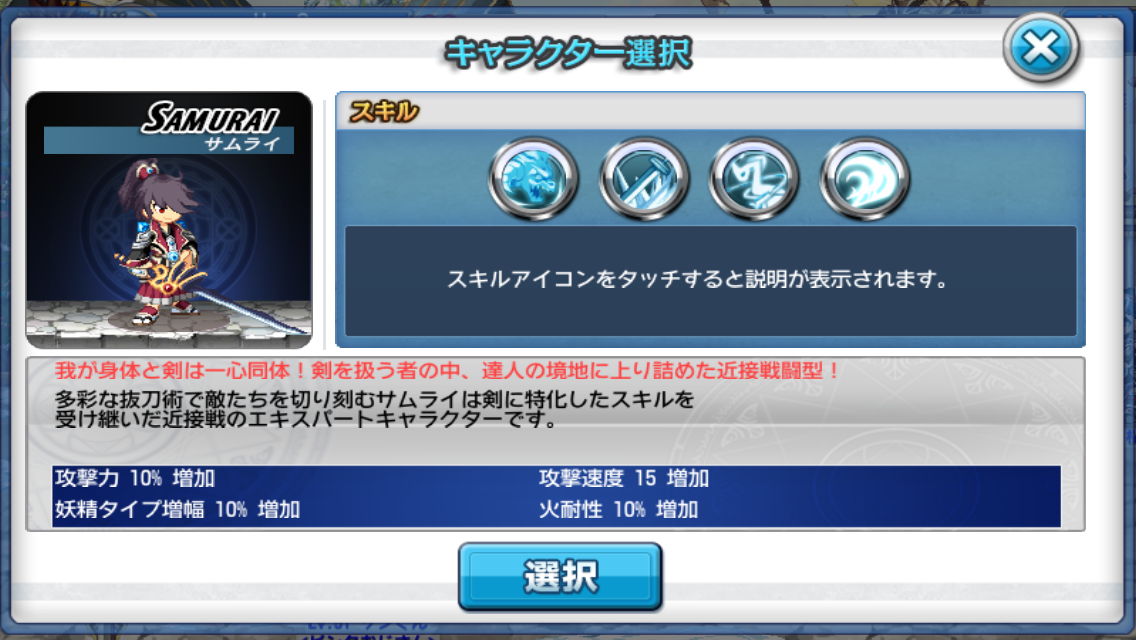 キャラクター選択
SAMURAI
サムライ
スキル
スキルアイコンをタッチすると説明が表示されます。
我が身体と剣は一心同体！剣を扱う者の中、達人の境地に上り詰めた近接戦闘型！
多彩な抜刀術で敵たちを切り刻むサムライは剣に特化したスキルを
受け継いだ近接戦のエキスパートキャラクターです。
攻撃力 10% 増加
攻撃速度 15 増加
妖精タイプ増幅 10% 増加
火耐性 10% 増加
選択